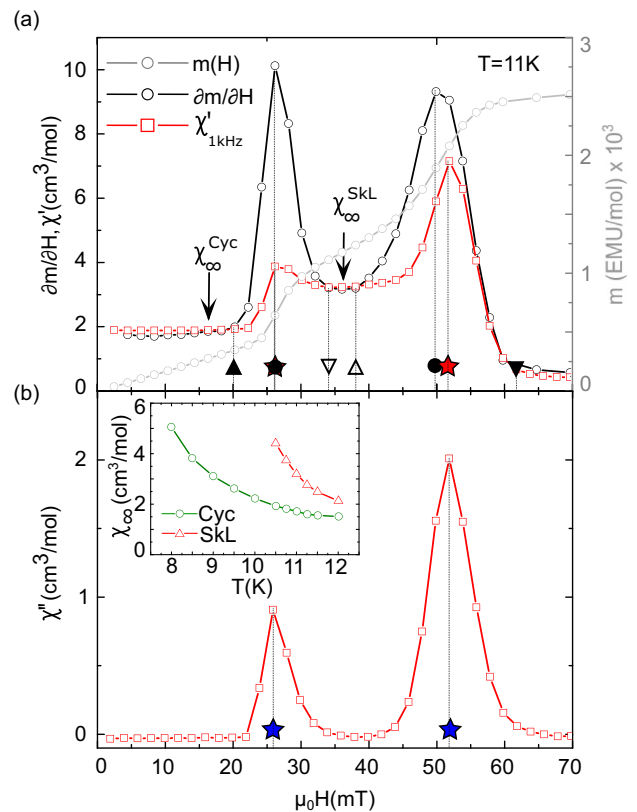 (a)
m(H)
∂m/∂H
χ'1kHz
T=11K
χ∞Cyc
χ∞SkL
10
8
6
4
2
0
∂m/∂H, χ'(cm3/mol)
3
2
1
0
m (EMU/mol) x 103
(b)
6
4
2
0
χ∞(cm3/mol)
Cyc
SkL
8 9 10 11 12
T(K)
2
1
0
χ''(cm3/mol)
0 10 20 30 40 50 60 70
μ0H(mT)